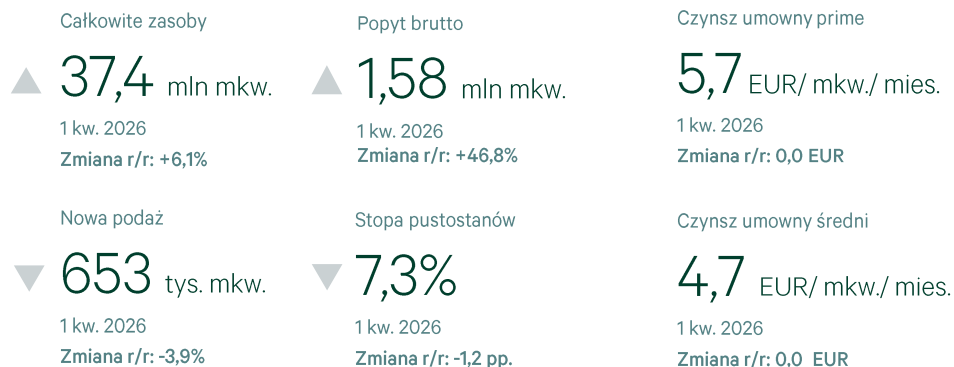 Całkowite zasoby
37,4 mln mkw.
1 kw. 2026
Zmiana r/r: +6,1%
Popyt brutto
1,58 mln mkw.
1 kw. 2026
Zmiana r/r: +46,8%
Czynsz umowny prime
5,7 EUR/ mkw./ mies.
1 kw. 2026
Zmiana r/r: 0,0 EUR
Nowa podaż
653 tys. mkw.
1 kw. 2026
Zmiana r/r: -3,9%
Stopa pustostanów
7,3%
1 kw. 2026
Zmiana r/r: -1,2 pp.
Czynsz umowny średni
4,7 EUR/ mkw./ mies.
1 kw. 2026
Zmiana r/r: 0,0 EUR